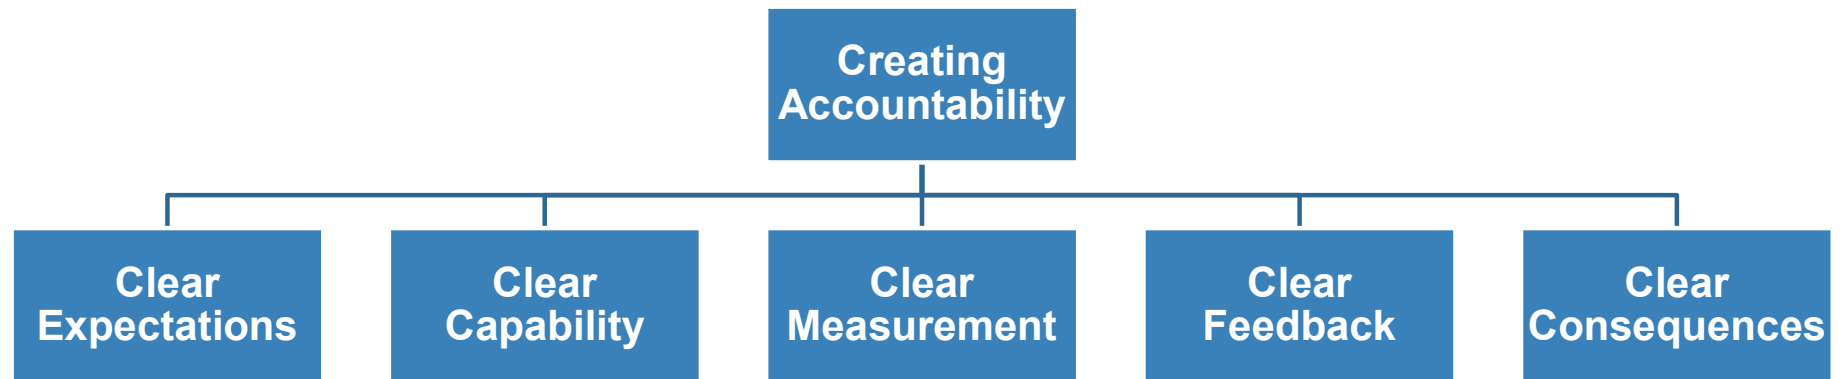 Creating
Accountability
Clear
Expectations
Clear
Capability
Clear
Measurement
Clear
Feedback
Clear
Consequences